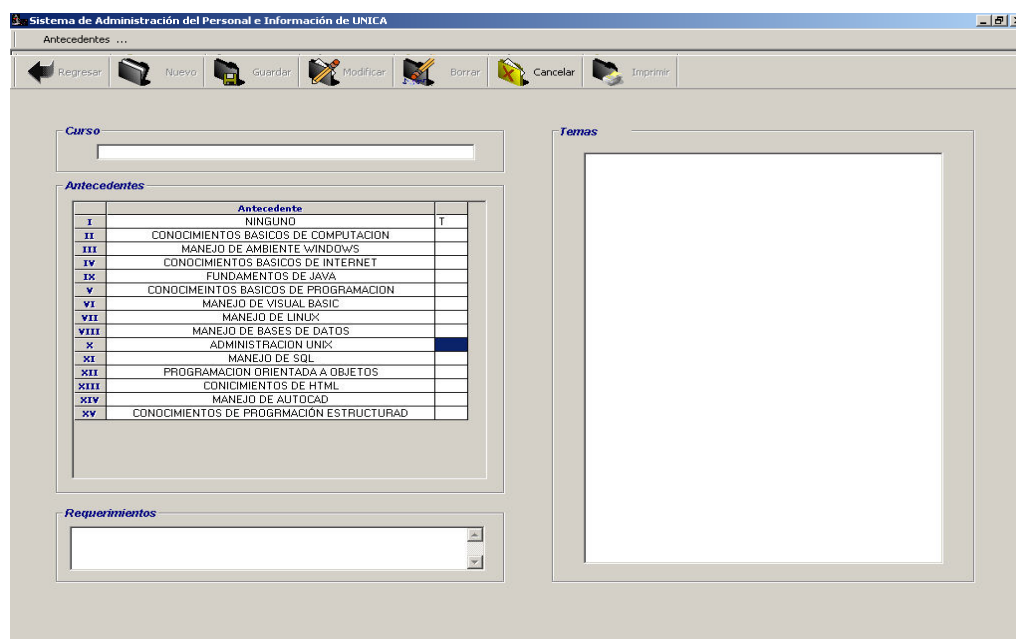 Sistema de Administración del Personal e Información de UNICA
Antecedentes ...
Regresar Nuevo Guardar Modificar Borrar Cancelar Imprimir
Curso
Temas
Antecedentes
Antecedente
I NINGUNO T
II CONOCIMIENTOS BASICOS DE COMPUTACION
III MANEJO DE AMBIENTE WINDOWS
IV CONOCIMIENTOS BASICOS DE INTERNET
IX FUNDAMENTOS DE JAVA
V CONOCIMEINTOS BASICOS DE PROGRAMACION
VI MANEJO DE VISUAL BASIC
VII MANEJO DE LINUX
VIII MANEJO DE BASES DE DATOS
X ADMINISTRACION UNIX
XI MANEJO DE SQL
XII PROGRAMACION ORIENTADA A OBJETOS
XIII CONICIMIENTOS DE HTML
XIV MANEJO DE AUTOCAD
XV CONOCIMIENTOS DE PROGRMACIÓN ESTRUCTURAD
Requerimientos